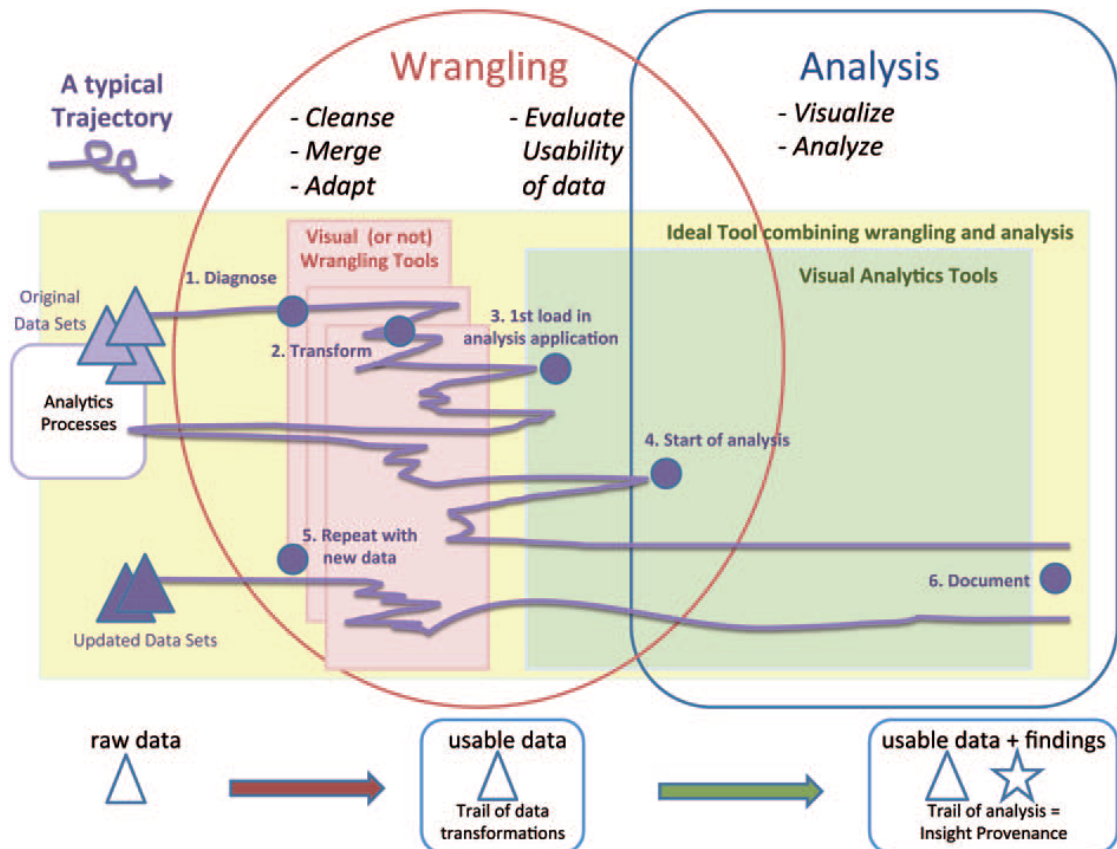 Wrangling
Analysis
A typical
Trajectory
- Cleanse
- Merge
- Adapt
- Evaluate
Usability
of data
- Visualize
- Analyze
Visual (or not)
Wrangling Tools
Ideal Tool combining wrangling and analysis
Visual Analytics Tools
1. Diagnose
Original
Data Sets
2. Transform
3. 1st load in
analysis application
Analytics
Processes
4. Start of analysis
5. Repeat with
new data
6. Document
Updated Data Sets
raw data
usable data
Trail of data
transformations
usable data + findings
Trail of analysis =
Insight Provenance